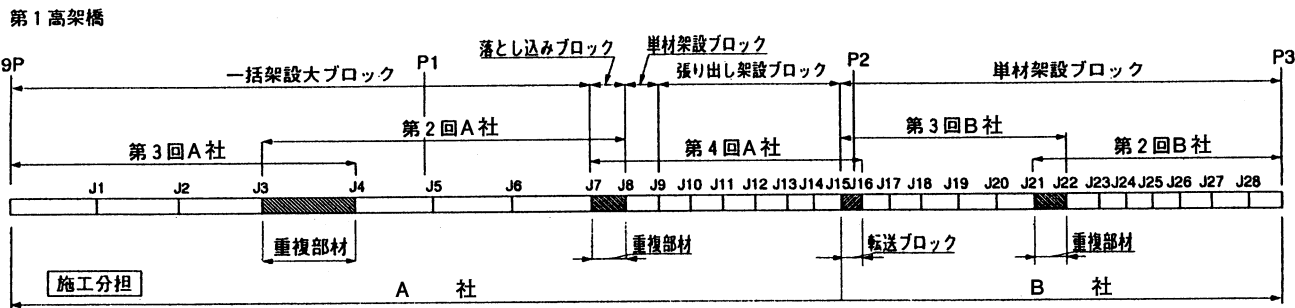 第1高架橋
9P
P1
P2
P3
一括架設大ブロック
落とし込みブロック
単材架設ブロック
張り出し架設ブロック
単材架設ブロック
第3回A社
第2回A社
第4回A社
第3回B社
第2回B社
J1 J2 J3 J4 J5 J6 J7 J8 J9 J10 J11 J12 J13 J14 J15 J16 J17 J18 J19 J20 J21 J22 J23 J24 J25 J26 J27 J28
重複部材
重複部材
転送ブロック
重複部材
施工分担
A 社
B 社